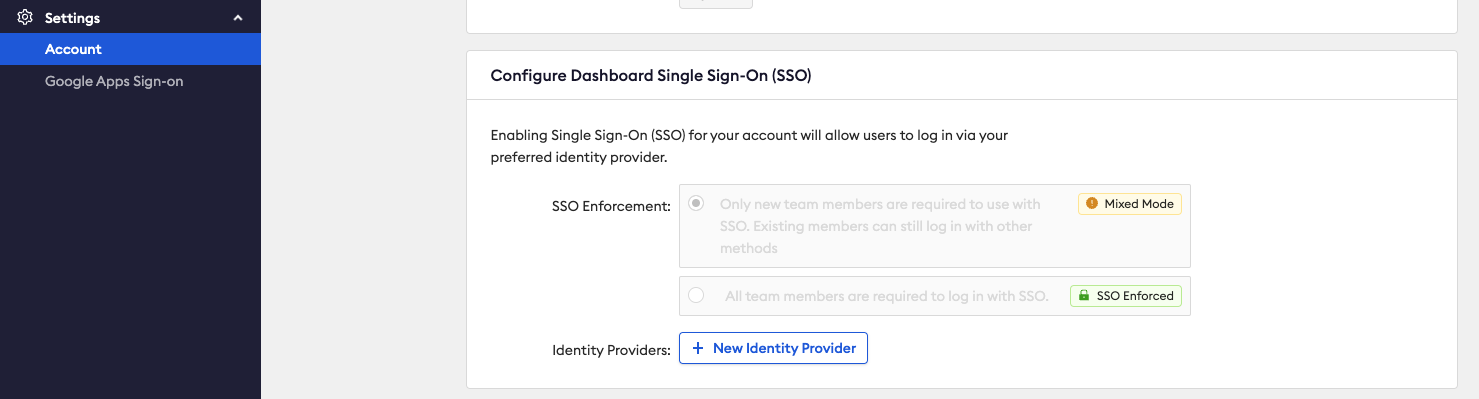 Settings
Account
Google Apps Sign-on
Configure Dashboard Single Sign-On (SSO)
Enabling Single Sign-On (SSO) for your account will allow users to log in via your
preferred identity provider.
SSO Enforcement:
Only new team members are required to use with
SSO. Existing members can still log in with other
methods
Mixed Mode
All team members are required to log in with SSO.
SSO Enforced
Identity Providers:
+ New Identity Provider